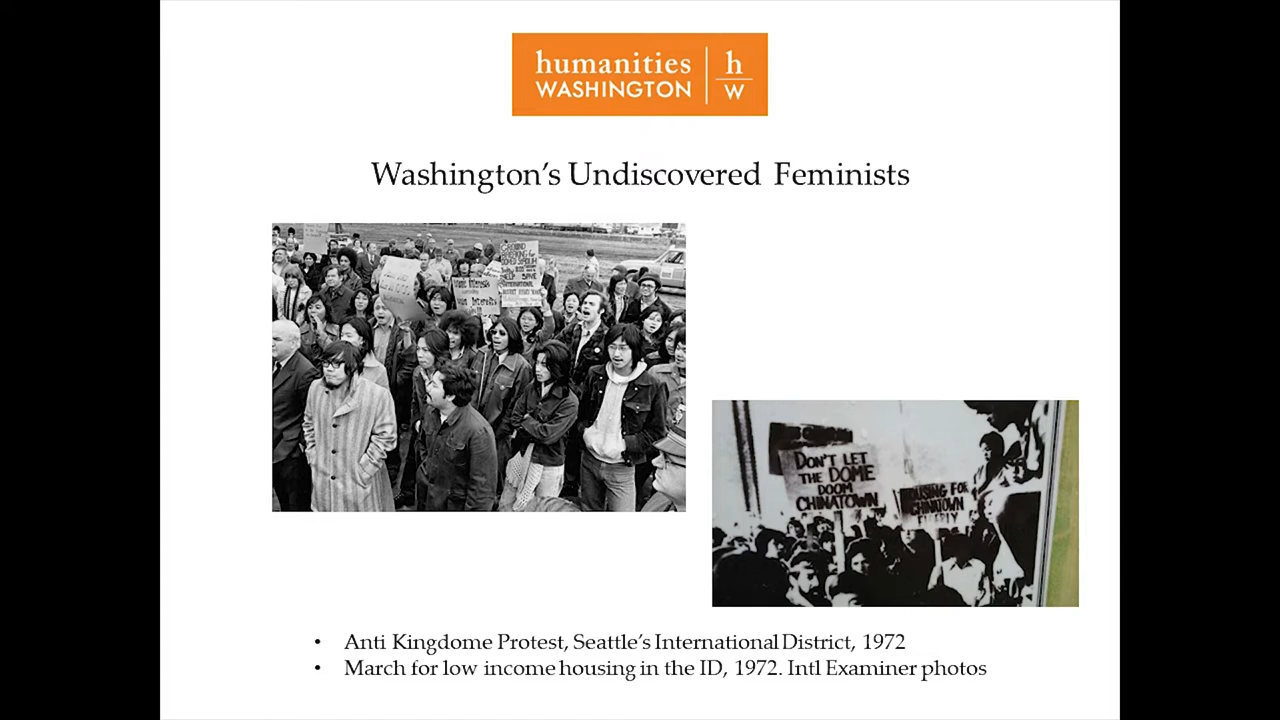 humanities
WASHINGTON
h
w
Washington's Undiscovered Feminists
DON'T LET
THE DOME
DOOM
CHINATOWN
FOR
CHINATOWN
• Anti Kingdome Protest, Seattle's International District, 1972
• March for low income housing in the ID, 1972. Intl Examiner photos